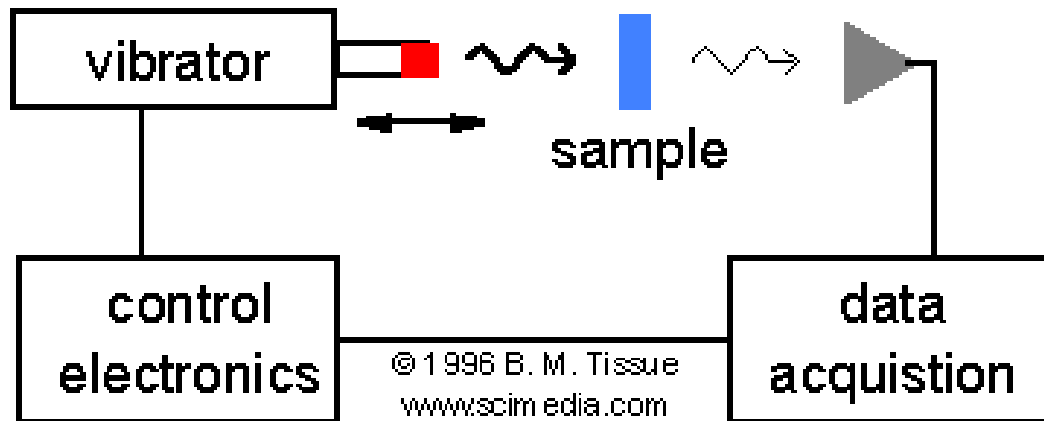 vibrator
sample
control
electronics
data
acquistion
© 1996 B. M. Tissue
www.scimedia.com